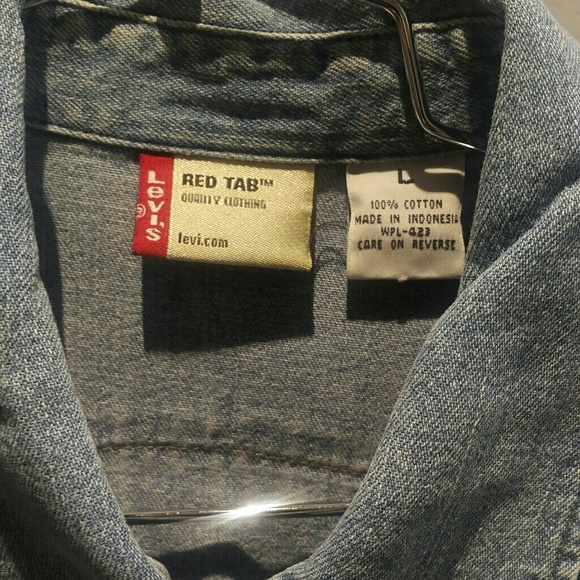 Levi's
®
RED TAB™
QUALITY CLOTHING
levi.com
L
100% COTTON
MADE IN INDONESIA
WPL-423
CARE ON REVERSE